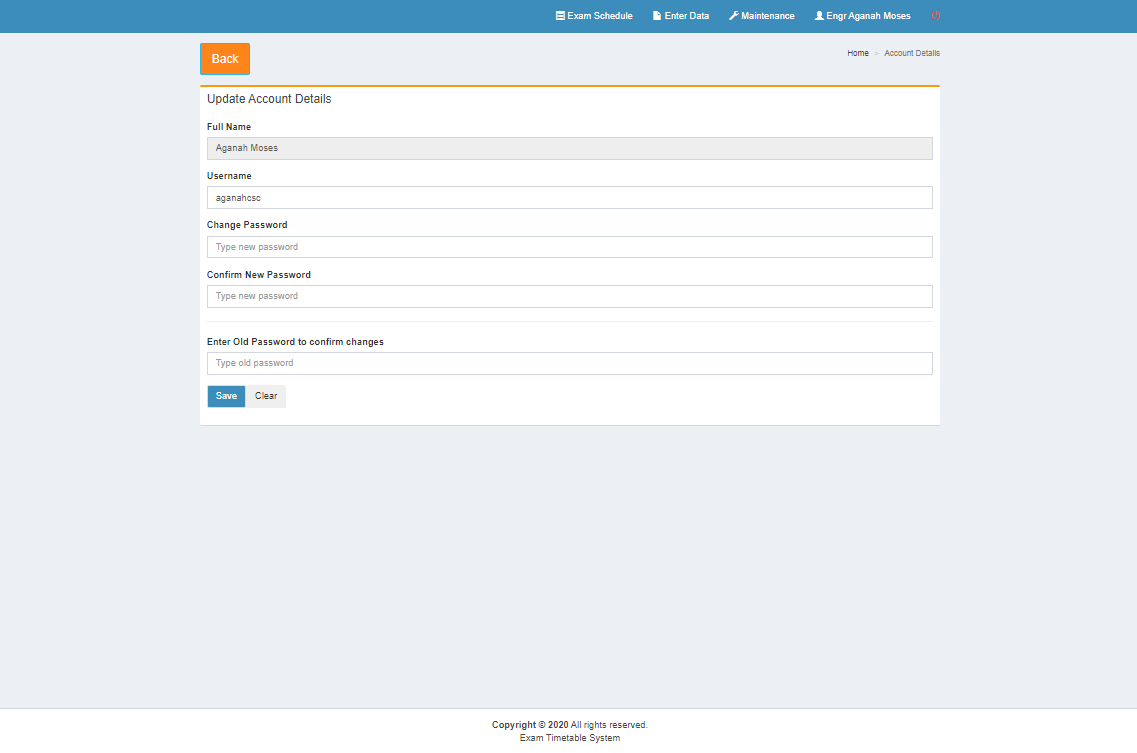 Exam Schedule Enter Data Maintenance Engr Aganah Moses
Back
Home > Account Details
Update Account Details
Full Name
Aganah Moses
Username
aganahcsc
Change Password
Type new password
Confirm New Password
Type new password
Enter Old Password to confirm changes
Type old password
Save Clear
Copyright © 2020 All rights reserved.
Exam Timetable System